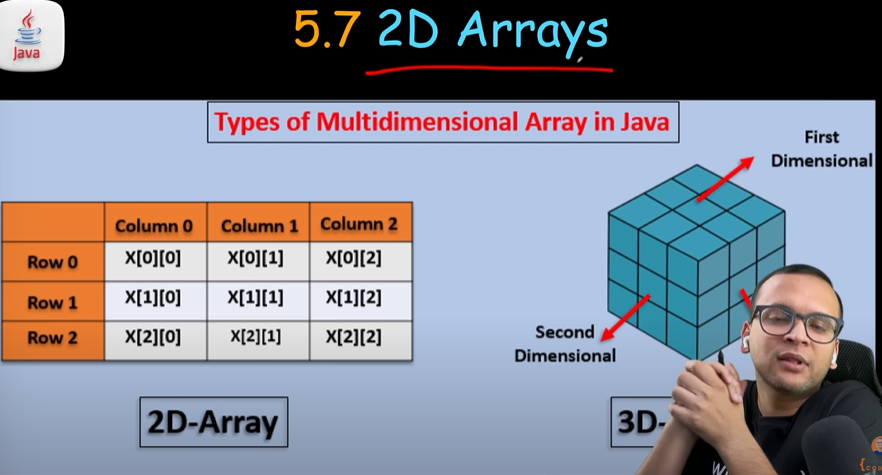 Java
5.7 2D Arrays
Types of Multidimensional Array in Java
First
Dimensional
Column 0 Column 1 Column 2
Row 0 X[0][0] X[0][1] X[0][2]
Row 1 X[1][0] X[1][1] X[1][2]
Row 2 X[2][0] X[2][1] X[2][2]
Second
Dimensional
2D-Array
3D-